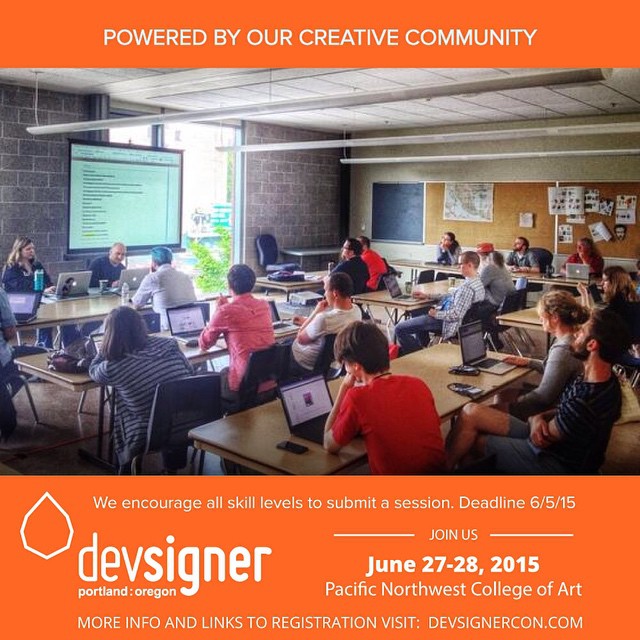 POWERED BY OUR CREATIVE COMMUNITY
We encourage all skill levels to submit a session. Deadline 6/5/15
devsigner
portland:oregon
JOIN US
June 27-28, 2015
Pacific Northwest College of Art
MORE INFO AND LINKS TO REGISTRATION VISIT: DEVSIGNERCON.COM